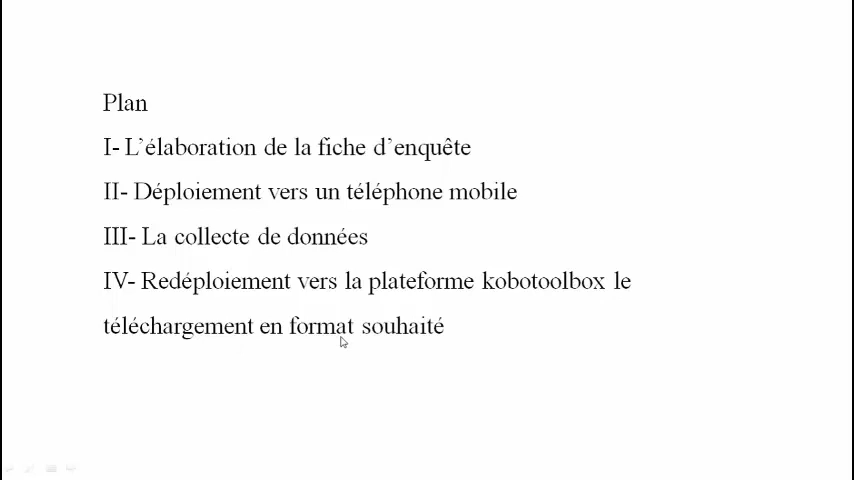 Plan
I- L’élaboration de la fiche d’enquête
II- Déploiement vers un téléphone mobile
III- La collecte de données
IV- Redéploiement vers la plateforme kobotoolbox le
téléchargement en format souhaité